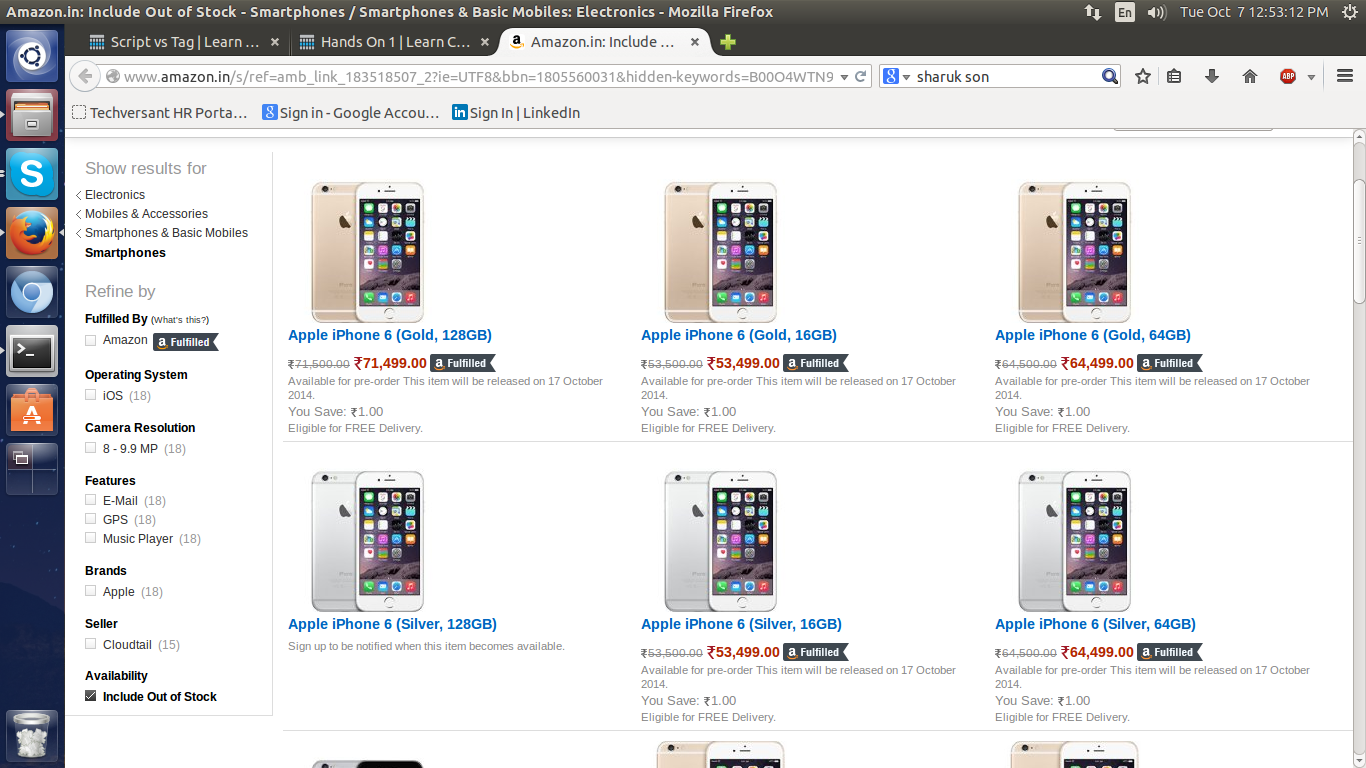 Amazon.in: Include Out of Stock - Smartphones / Smartphones & Basic Mobiles: Electronics - Mozilla Firefox
En
Tue Oct 7 12:53:12 PM
Script vs Tag | Learn ...
Hands On 1 | Learn C...
Amazon.in: Include ...
www.amazon.in/s/ref=amb_link_183518507_2?ie=UTF8&bbn=1805560031&hidden-keywords=B00O4WTN9
sharuk son
ABP
Techversant HR Porta...
Sign in - Google Accou...
Sign In | LinkedIn
Show results for
Electronics
Mobiles & Accessories
Smartphones & Basic Mobiles
Smartphones
Refine by
Fulfilled By (What's this?)
Amazon a Fulfilled
Operating System
iOS (18)
Camera Resolution
8 - 9.9 MP (18)
Features
E-Mail (18)
GPS (18)
Music Player (18)
Brands
Apple (18)
Seller
Cloudtail (15)
Availability
Include Out of Stock
Apple iPhone 6 (Gold, 128GB)
₹71,500.00 ₹71,499.00 a Fulfilled
Available for pre-order This item will be released on 17 October
2014.
You Save: ₹1.00
Eligible for FREE Delivery.
Apple iPhone 6 (Gold, 16GB)
₹53,500.00 ₹53,499.00 a Fulfilled
Available for pre-order This item will be released on 17 October
2014.
You Save: ₹1.00
Eligible for FREE Delivery.
Apple iPhone 6 (Gold, 64GB)
₹64,500.00 ₹64,499.00 a Fulfilled
Available for pre-order This item will be released on 17 October
2014.
You Save: ₹1.00
Eligible for FREE Delivery.
Apple iPhone 6 (Silver, 128GB)
Sign up to be notified when this item becomes available.
Apple iPhone 6 (Silver, 16GB)
₹53,500.00 ₹53,499.00 a Fulfilled
Available for pre-order This item will be released on 17 October
2014.
You Save: ₹1.00
Eligible for FREE Delivery.
Apple iPhone 6 (Silver, 64GB)
₹64,500.00 ₹64,499.00 a Fulfilled
Available for pre-order This item will be released on 17 October
2014.
You Save: ₹1.00
Eligible for FREE Delivery.